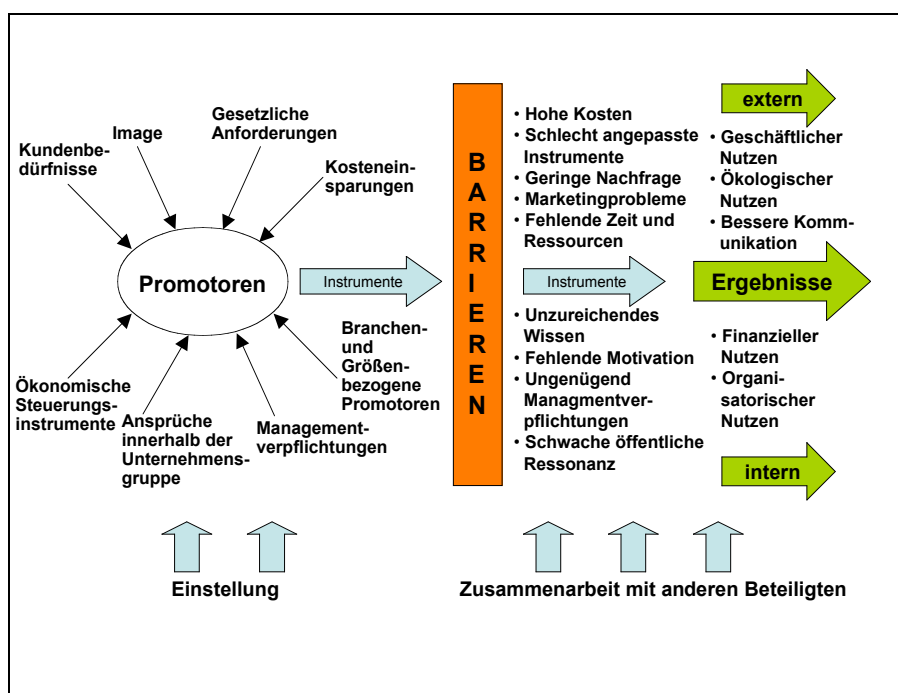 Kundenbe-
dürfnisse
Image
Gesetzliche
Anforderungen
Kostenein-
sparungen
Promotoren
Ökonomische
Steuerungs-
instrumente
Ansprüche
innerhalb der
Unternehmens-
gruppe
Management-
verpflichtungen
Branchen-
und
Größen-
bezogene
Promotoren
Instrumente
B
A
R
R
I
E
R
E
N
• Hohe Kosten
• Schlecht angepasste
Instrumente
• Geringe Nachfrage
• Marketingprobleme
• Fehlende Zeit und
Ressourcen
Instrumente
• Unzureichendes
Wissen
• Fehlende Motivation
• Ungenügend
Managmentver-
pflichtungen
• Schwache öffentliche
Ressonanz
extern
• Geschäftlicher
Nutzen
• Ökologischer
Nutzen
• Bessere Komm-
unikation
Ergebnisse
• Finanzieller
Nutzen
• Organi-
satorischer
Nutzen
intern
Einstellung
Zusammenarbeit mit anderen Beteiligten